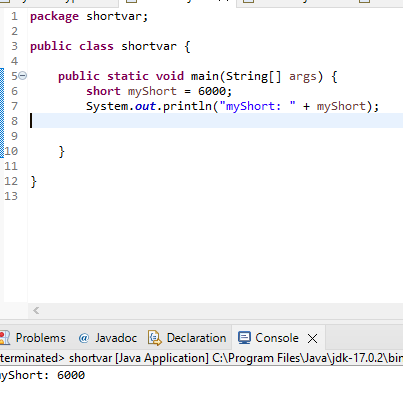 1 package shortvar;
2
3 public class shortvar {
4
5 public static void main(String[] args) {
6 short myShort = 6000;
7 System.out.println("myShort: " + myShort);
8
9
10 }
11
12 }
13
Problems @ Javadoc Declaration Console
terminated> shortvar [Java Application] C:\Program Files\Java\jdk-17.0.2\bin
yShort: 6000